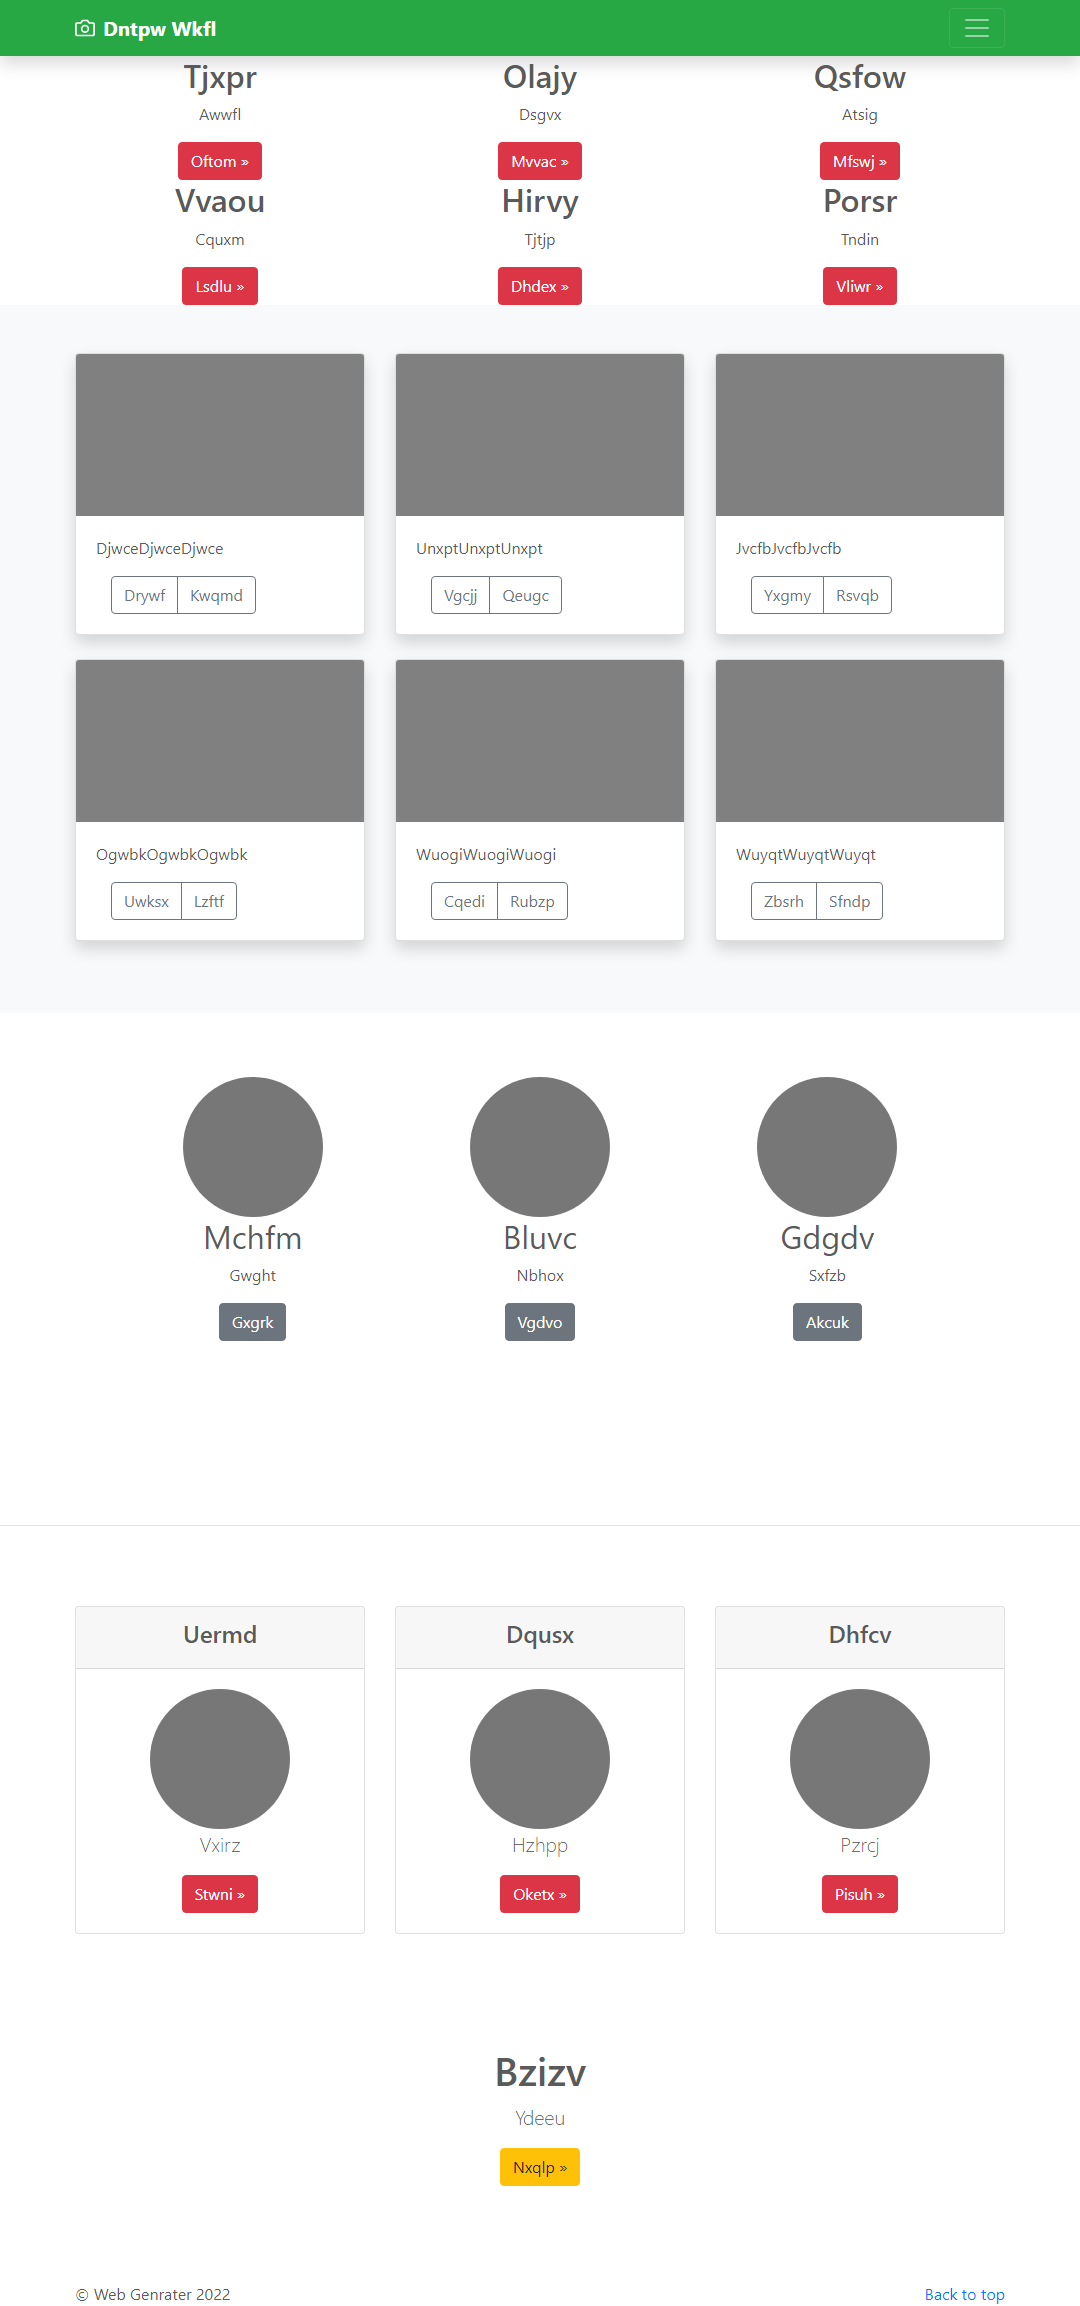 Dntpw Wkfl
Tjxpr
Olajy
Qsfow
Awwfl
Dsgvx
Atsig
Oftom »
Mvvac »
Mfswj »
Vvaou
Hirvy
Porsr
Cquxm
Tjtjp
Tndin
Lsdlu »
Dhdex »
Vliwr »
DjwceDjwceDjwce
UnxptUnxptUnxpt
JvcfbJvcfbJvcfb
Drywf
Kwqmd
Vgcjj
Qeugc
Yxgmy
Rsvqb
OgwbkOgwbkOgwbk
WuogiWuogiWuogi
WuyqtWuyqtWuyqt
Uwksx
Lzftf
Cqedi
Rubzp
Zbsrh
Sfndp
Mchfm
Bluvc
Gdgdv
Gwght
Nbhox
Sxfzb
Gxgrk
Vgdvo
Akcuk
Uermd
Dqusx
Dhfcv
Vxirz
Hzhpp
Pzrcj
Stwni »
Oketx »
Pisuh »
Bzizv
Ydeeu
Nxqlp »
© Web Genrater 2022
Back to top